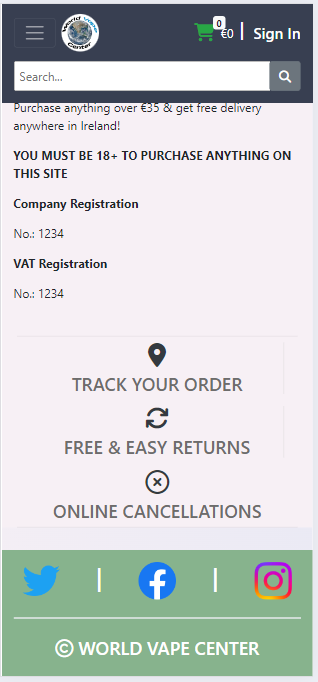 World Vape
Center
0
€0 | Sign In
Search...
Purchase anything over €35 & get free delivery
anywhere in Ireland!
YOU MUST BE 18+ TO PURCHASE ANYTHING ON
THIS SITE
Company Registration
No.: 1234
VAT Registration
No.: 1234
TRACK YOUR ORDER
FREE & EASY RETURNS
ONLINE CANCELLATIONS
| |
© WORLD VAPE CENTER